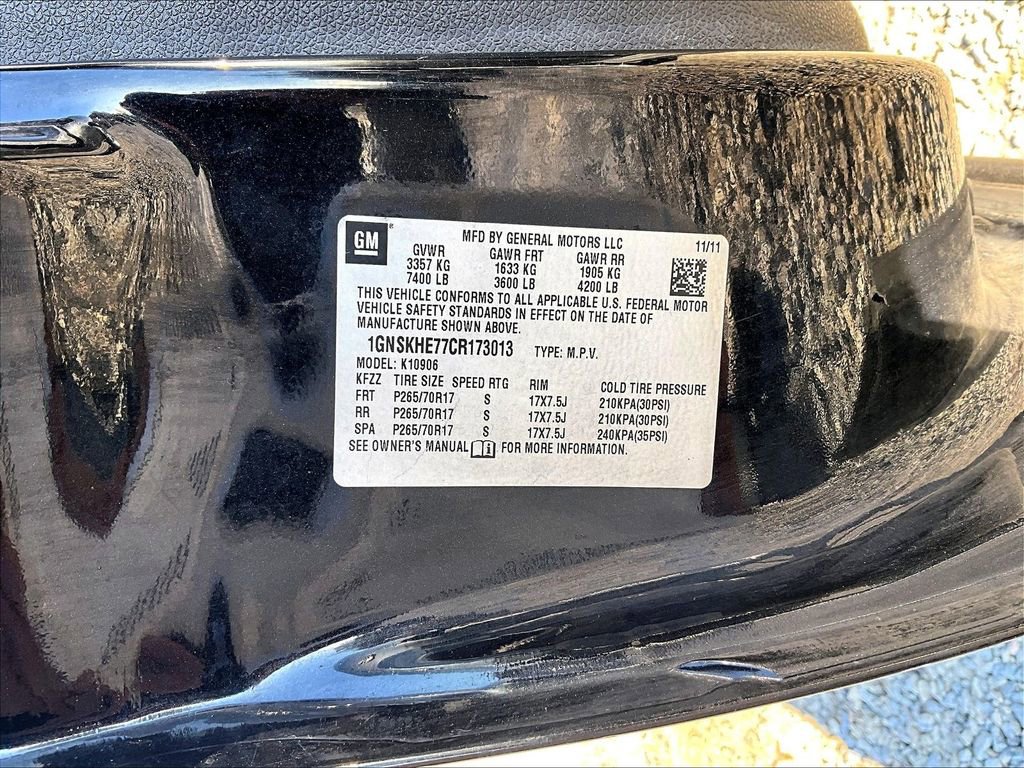 GM ®
MFD BY GENERAL MOTORS LLC 11/11
GVWR GAWR FRT GAWR RR
3357 KG 1633 KG 1905 KG
7400 LB 3600 LB 4200 LB
THIS VEHICLE CONFORMS TO ALL APPLICABLE U.S. FEDERAL MOTOR
VEHICLE SAFETY STANDARDS IN EFFECT ON THE DATE OF
MANUFACTURE SHOWN ABOVE.
1GNSKHE77CR173013 TYPE: M.P.V.
MODEL: K10906
KFZZ TIRE SIZE SPEED RTG RIM COLD TIRE PRESSURE
FRT P265/70R17 S 17X7.5J 210KPA(30PSI)
RR P265/70R17 S 17X7.5J 210KPA(30PSI)
SPA P265/70R17 S 17X7.5J 240KPA(35PSI)
SEE OWNER'S MANUAL i FOR MORE INFORMATION.